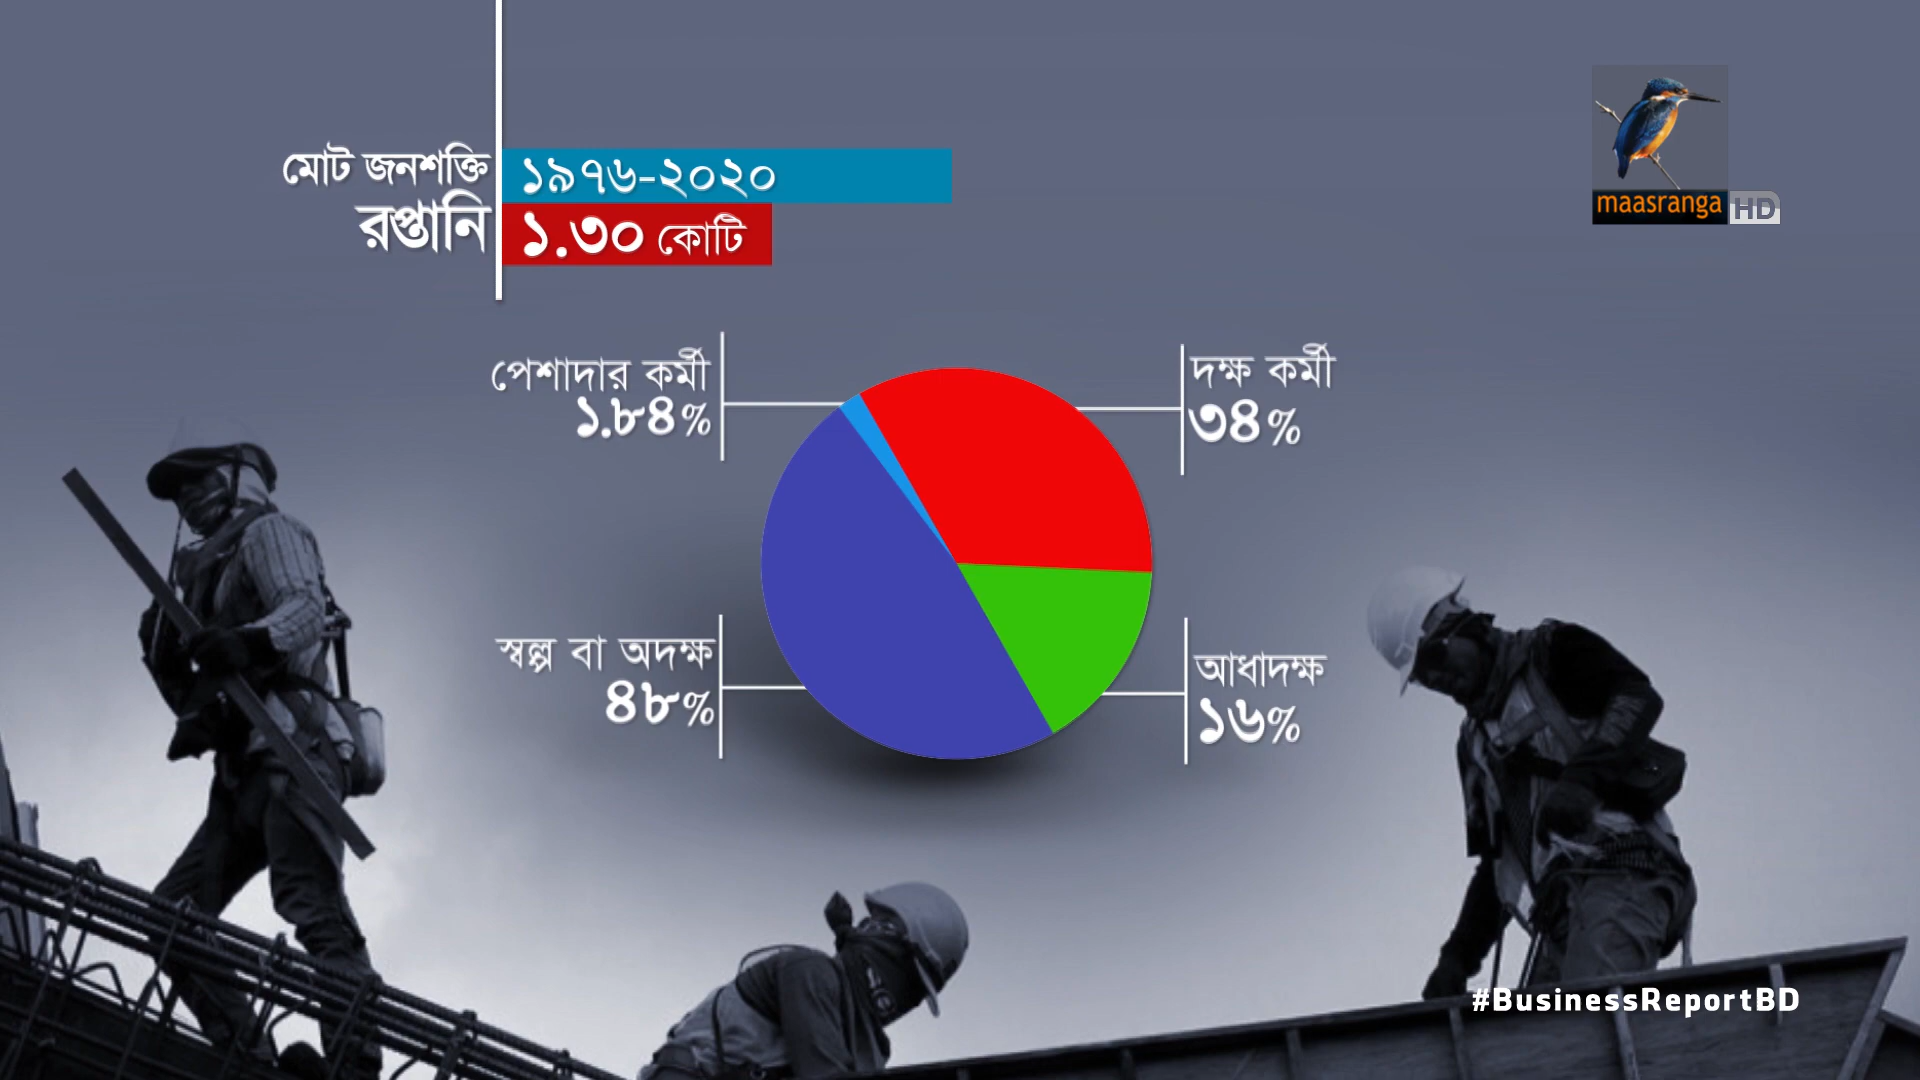 মোট জনশক্তি
রপ্তানি
১৯৭৬-২০২০
১.৩০ কোটি
maasranga HD
পেশাদার কর্মী
১.৮৪%
দক্ষ কর্মী
৩৪%
স্বল্প বা অদক্ষ
৪৮%
আধাদক্ষ
১৬%
#BusinessReportBD